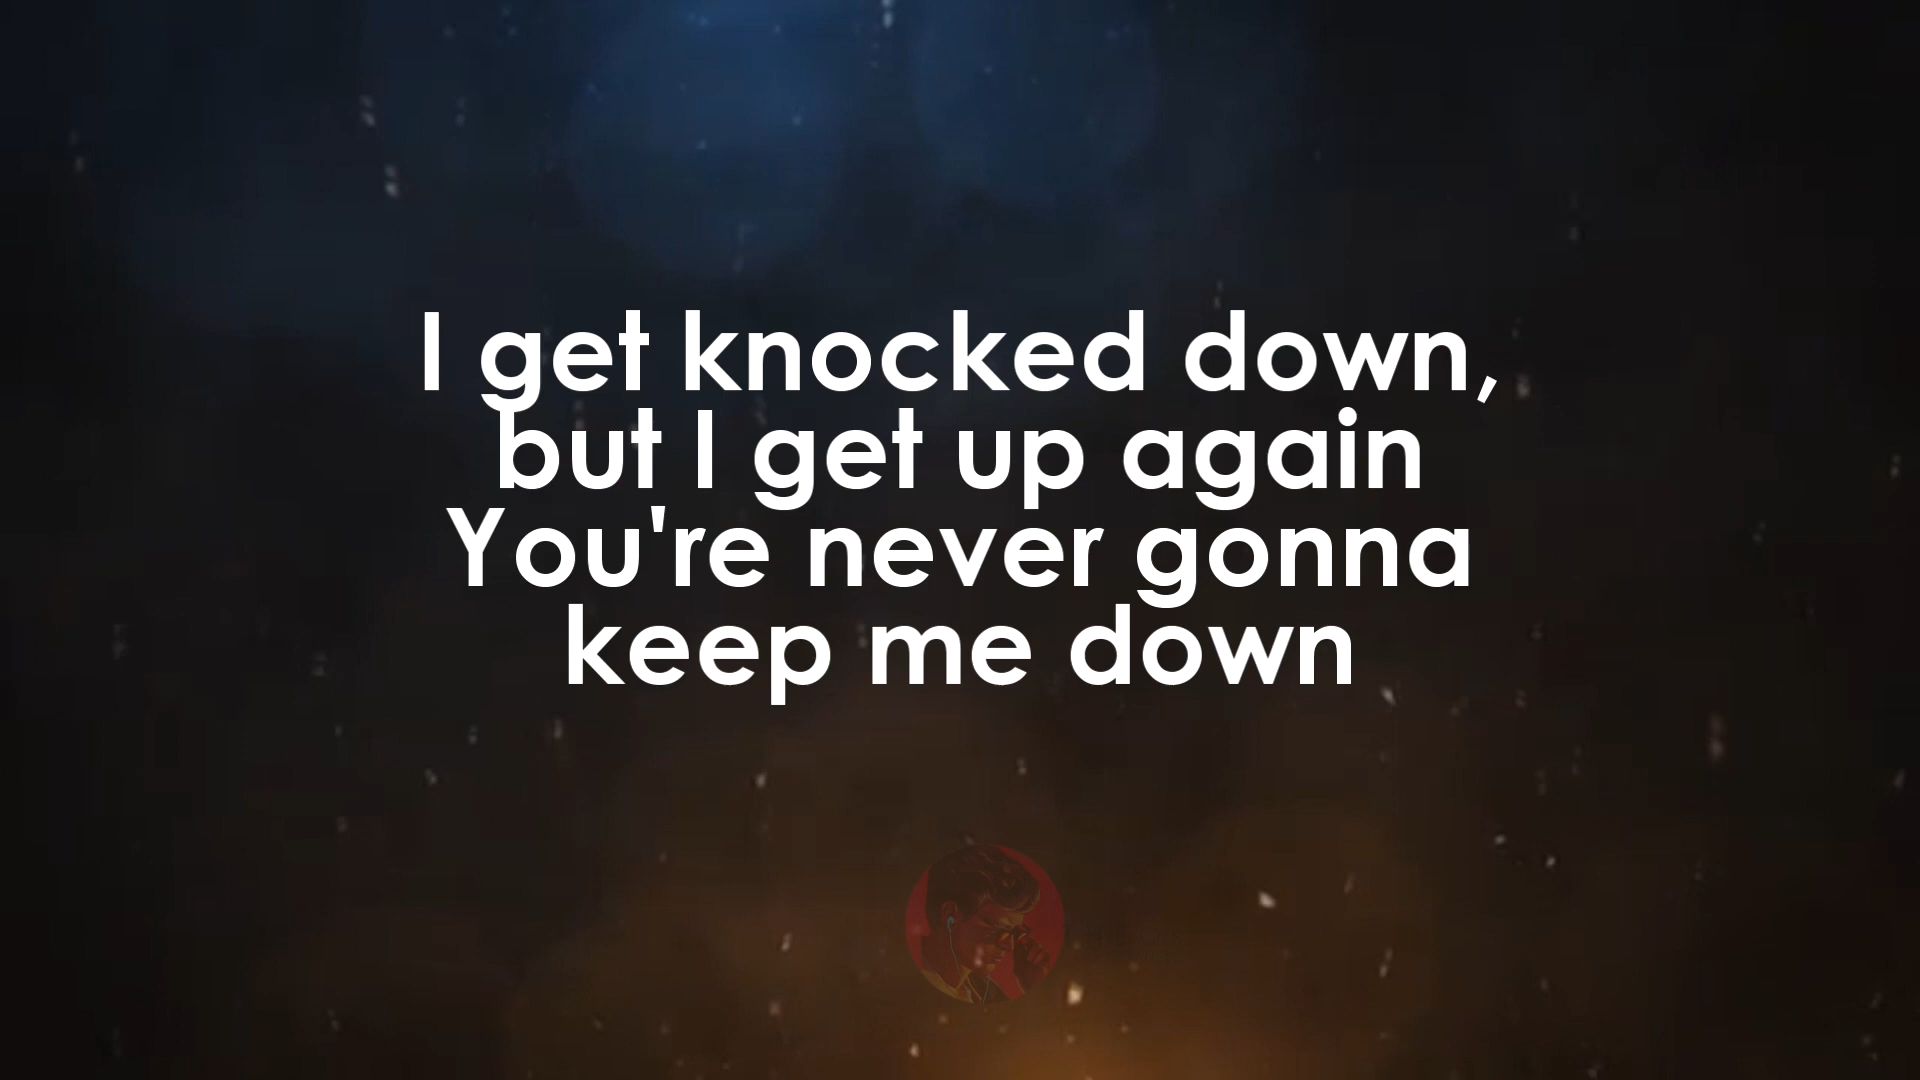 I get knocked down,
but I get up again
You're never gonna
keep me down